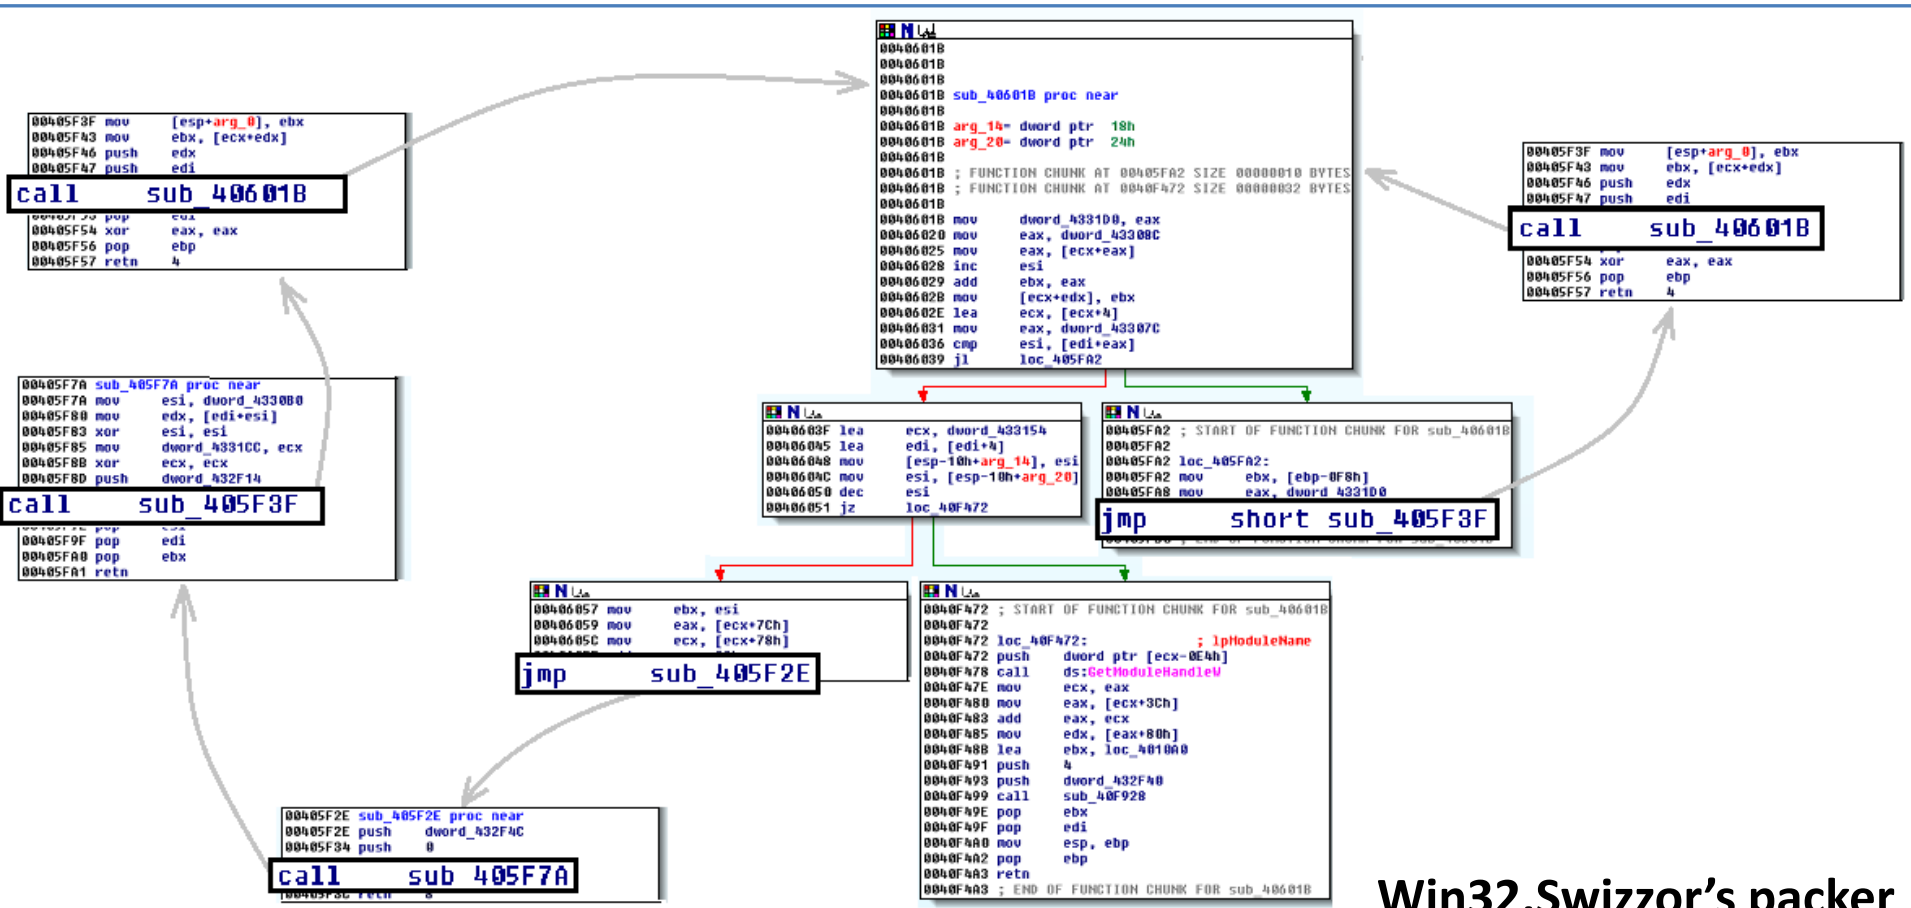 00405F3F mov [esp+arg_0], ebx
00405F43 mov ebx, [ecx+edx]
00405F46 push edx
00405F47 push edi
call sub_40601B
pop edi
00405F54 xor eax, eax
00405F56 pop ebp
00405F57 retn 4
00405F7A sub_405F7A proc near
00405F7A mov esi, dword_4330B0
00405F80 mov edx, [edi+esi]
00405F83 xor esi, esi
00405F85 mov dword_4331CC, ecx
00405F8B xor ecx, ecx
00405F8D push dword_432F14
call sub_405F3F
00405F9F pop edi
00405FA0 pop ebx
00405FA1 retn
00405F2E sub_405F2E proc near
00405F2E push dword_432F4C
00405F34 push 0
call sub_405F7A
00405F3C retn 8
N
0040601B
0040601B
0040601B
0040601B sub_40601B proc near
0040601B
0040601B arg_14= dword ptr 18h
0040601B arg_20= dword ptr 24h
0040601B
0040601B ; FUNCTION CHUNK AT 00405FA2 SIZE 00000010 BYTES
0040601B ; FUNCTION CHUNK AT 0040F472 SIZE 00000032 BYTES
0040601B
0040601B mov dword_4331D0, eax
00406020 mov eax, dword_43308C
00406025 mov eax, [ecx+eax]
00406028 inc esi
00406029 add ebx, eax
0040602B mov [ecx+edx], ebx
0040602E lea ecx, [ecx+4]
00406031 mov eax, dword_43307C
00406036 cmp esi, [edi+eax]
00406039 jl loc_405FA2
N
0040603F lea ecx, dword_433154
00406045 lea edi, [edi+4]
00406048 mov [esp-10h+arg_14], esi
0040604C mov esi, [esp-10h+arg_20]
00406050 dec esi
00406051 jz loc_40F472
N
00405FA2 ; START OF FUNCTION CHUNK FOR sub_40601B
00405FA2
00405FA2 loc_405FA2:
00405FA2 mov ebx, [ebp-0F8h]
00405FA8 mov eax, dword_4331D0
jmp short sub_405F3F
N
00406057 mov ebx, esi
00406059 mov eax, [ecx+7Ch]
0040605C mov ecx, [ecx+78h]
jmp sub_405F2E
N
0040F472 ; START OF FUNCTION CHUNK FOR sub_40601B
0040F472
0040F472 loc_40F472: ; lpModuleName
0040F472 push dword ptr [ecx-0E4h]
0040F478 call ds:GetModuleHandleW
0040F47E mov ecx, eax
0040F480 mov eax, [ecx+3Ch]
0040F483 add eax, ecx
0040F485 mov edx, [eax+80h]
0040F48B lea ebx, loc_4010A0
0040F491 push 4
0040F493 push dword_432F40
0040F499 call sub_40F928
0040F49E pop ebx
0040F49F pop edi
0040F4A0 mov esp, ebp
0040F4A2 pop ebp
0040F4A3 retn
0040F4A3 ; END OF FUNCTION CHUNK FOR sub_40601B
00405F3F mov [esp+arg_0], ebx
00405F43 mov ebx, [ecx+edx]
00405F46 push edx
00405F47 push edi
call sub_40601B
00405F54 xor eax, eax
00405F56 pop ebp
00405F57 retn 4
Win32.Swizzor's packer